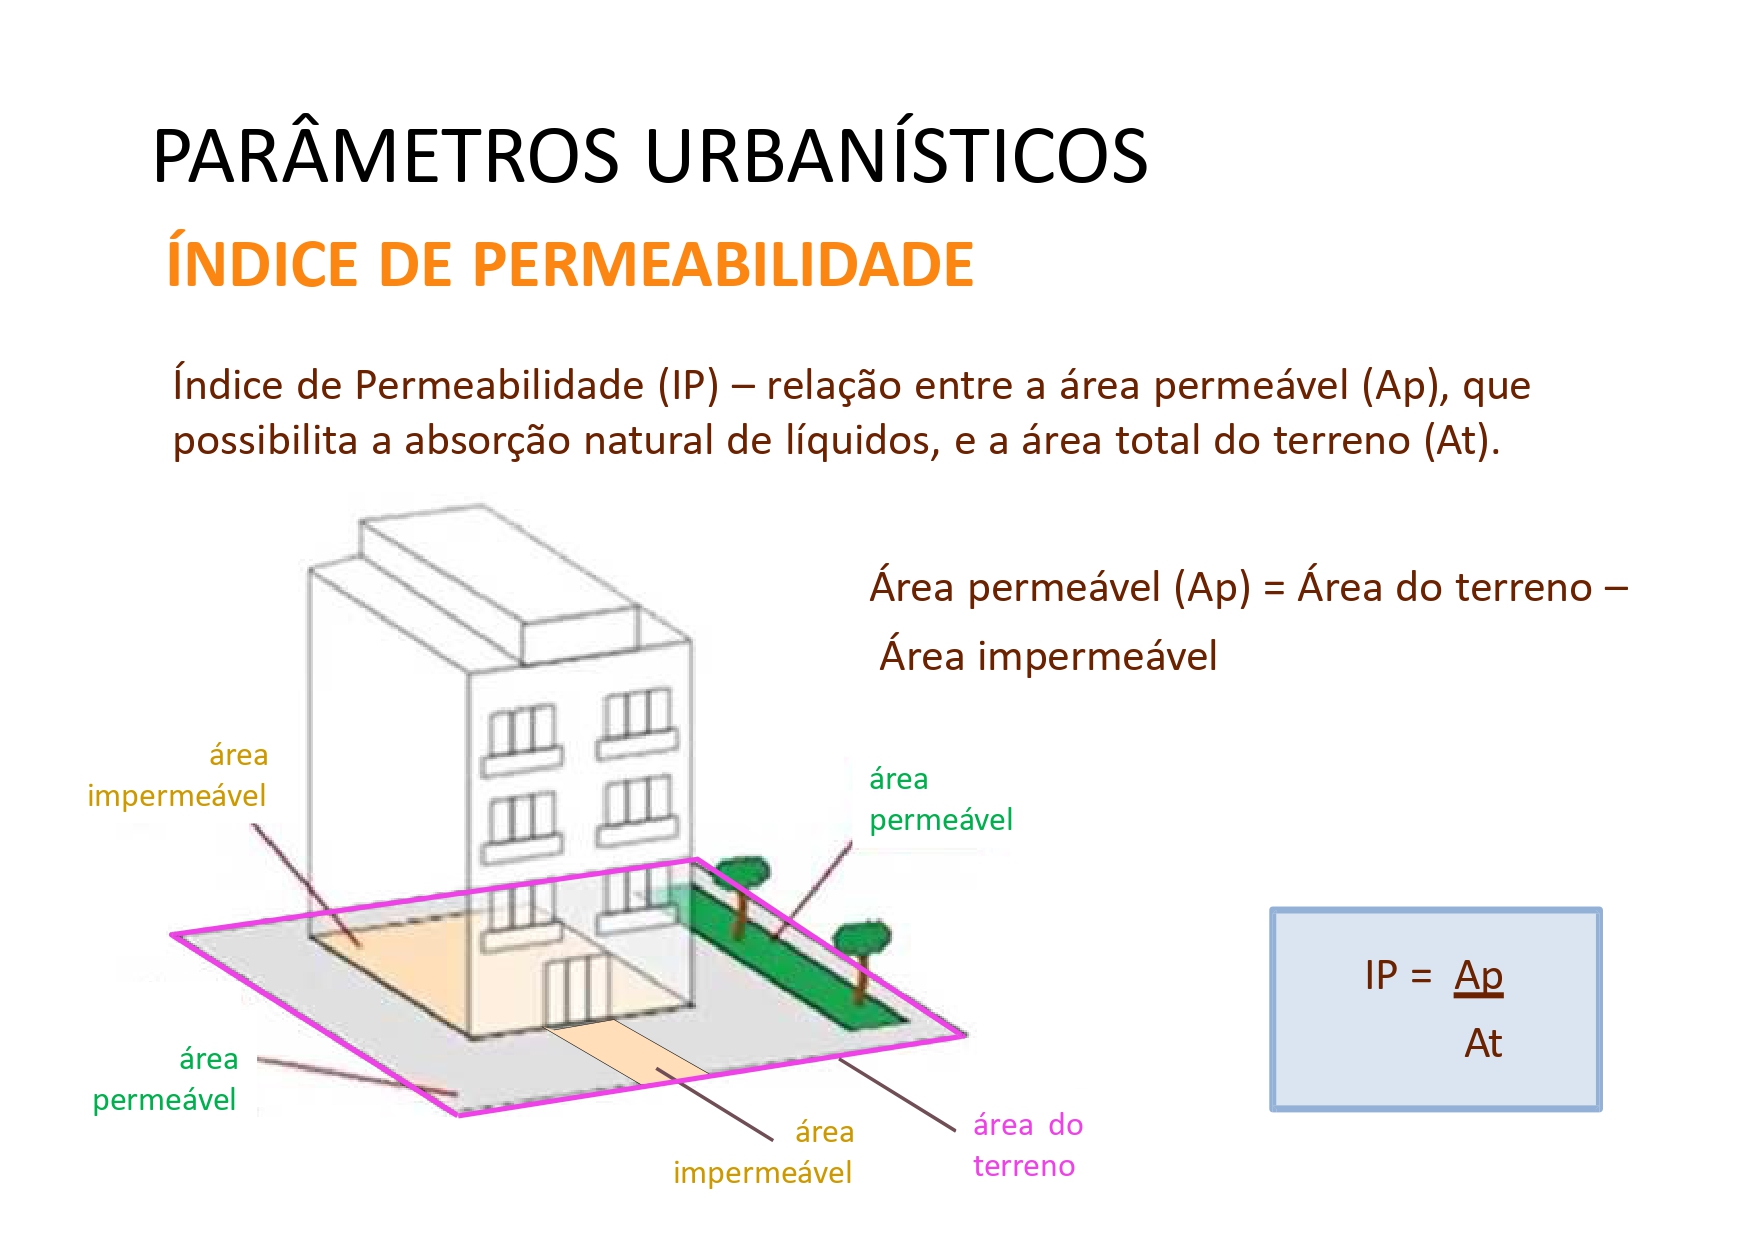 PARÂMETROS URBANÍSTICOS
ÍNDICE DE PERMEABILIDADE
Índice de Permeabilidade (IP) – relação entre a área permeável (Ap), que
possibilita a absorção natural de líquidos, e a área total do terreno (At).
Área permeável (Ap) = Área do terreno –
Área impermeável
área
impermeável
área
permeável
IP = Ap
At
área
permeável
área
impermeável
área do
terreno